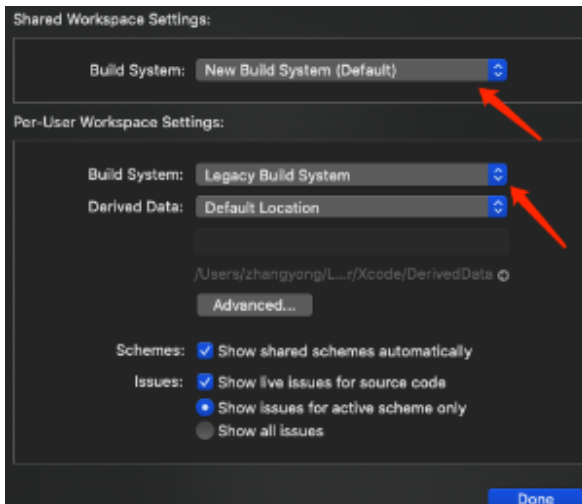 Shared Workspace Settings:
Build System: New Build System (Default)
Per-User Workspace Settings:
Build System: Legacy Build System
Derived Data: Default Location
/Users/zhangyong/L...r/Xcode/DerivedData
Advanced...
Schemes: Show shared schemes automatically
Issues: Show live issues for source code
Show issues for active scheme only
Show all issues
Done